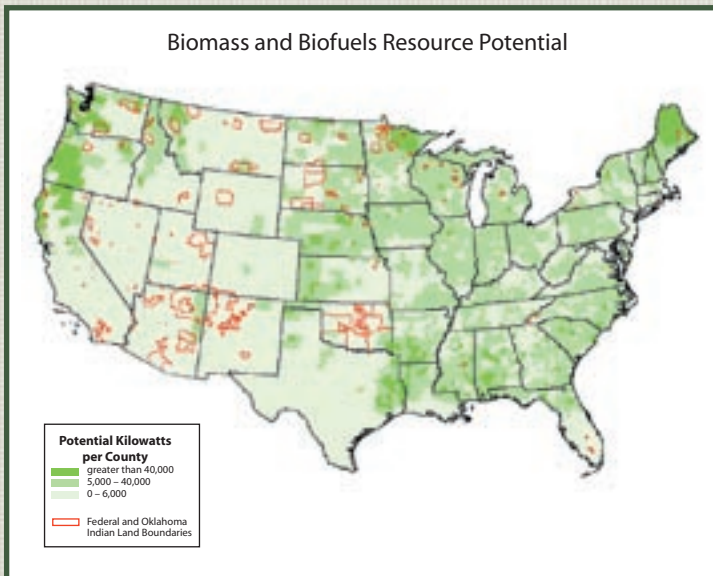 Biomass and Biofuels Resource Potential
Potential Kilowatts
per County
greater than 40,000
5,000 – 40,000
0 – 6,000
Federal and Oklahoma
Indian Land Boundaries